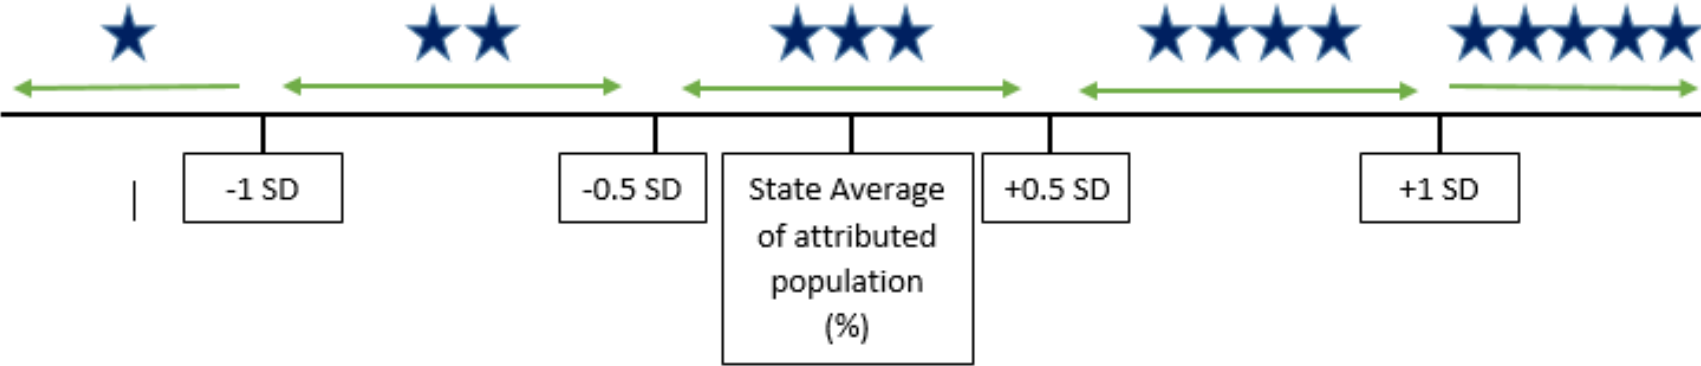 -1 SD
-0.5 SD
State Average
of attributed
population
(%)
+0.5 SD
+1 SD